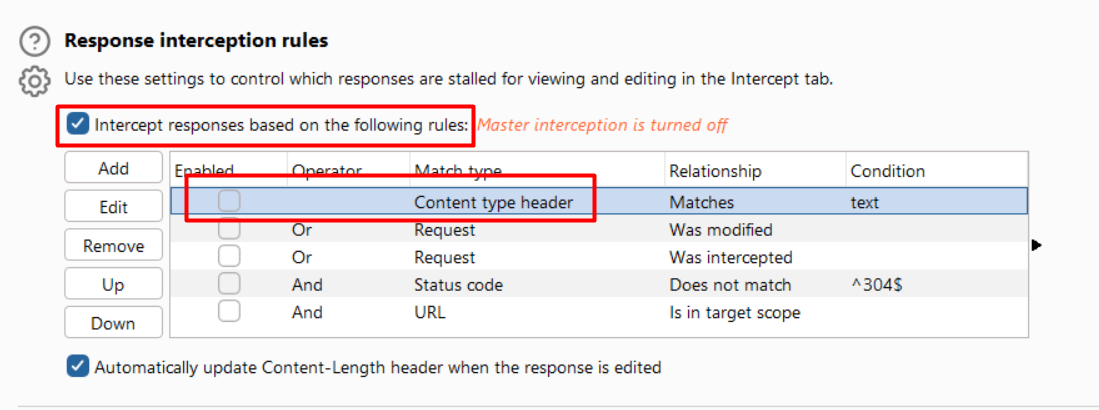 ?
Response interception rules
Use these settings to control which responses are stalled for viewing and editing in the Intercept tab.
Intercept responses based on the following rules: Master interception is turned off
Add
Edit
Remove
Up
Down
Enabled Operator Match type Relationship Condition
Content type header Matches text
Or Request Was modified
Or Request Was intercepted
And Status code Does not match ^304$
And URL Is in target scope
Automatically update Content-Length header when the response is edited